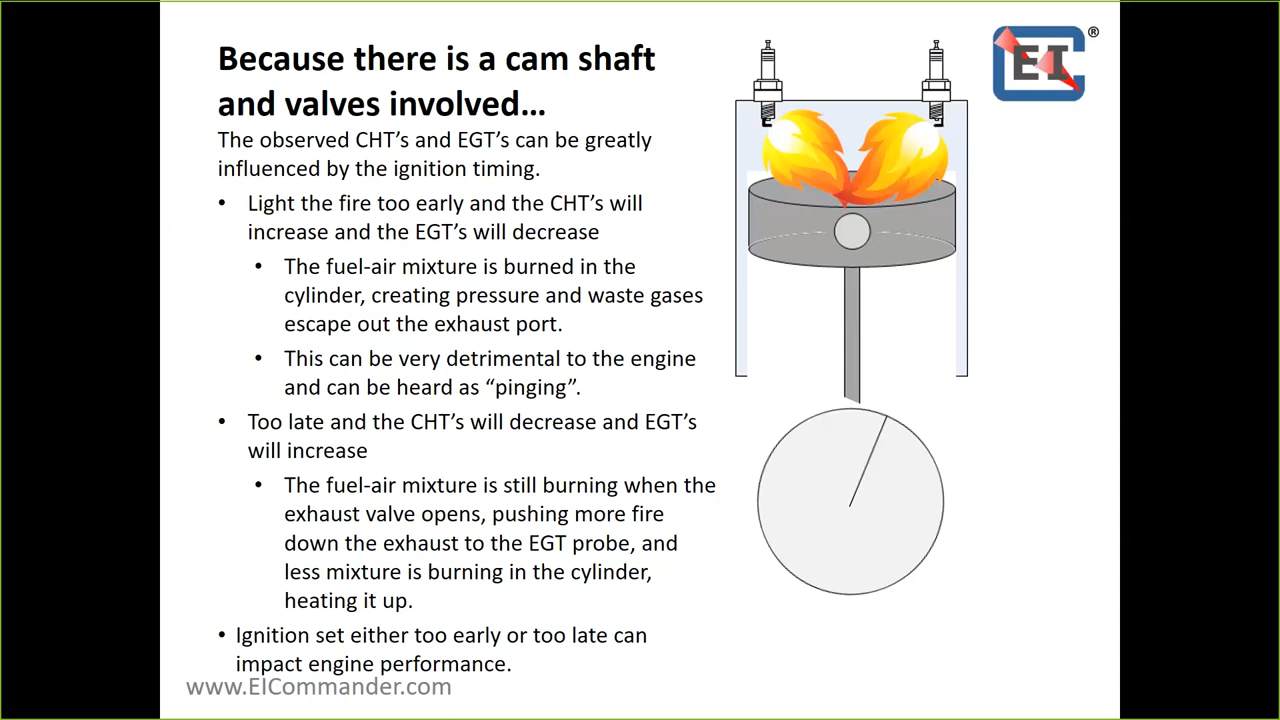 Because there is a cam shaft
and valves involved…
The observed CHT's and EGT's can be greatly
influenced by the ignition timing.
• Light the fire too early and the CHT's will
increase and the EGT's will decrease
• The fuel-air mixture is burned in the
cylinder, creating pressure and waste gases
escape out the exhaust port.
• This can be very detrimental to the engine
and can be heard as “pinging”.
• Too late and the CHT's will decrease and EGT's
will increase
• The fuel-air mixture is still burning when the
exhaust valve opens, pushing more fire
down the exhaust to the EGT probe, and
less mixture is burning in the cylinder,
heating it up.
• Ignition set either too early or too late can
impact engine performance.
www.EICommander.com
EI ®